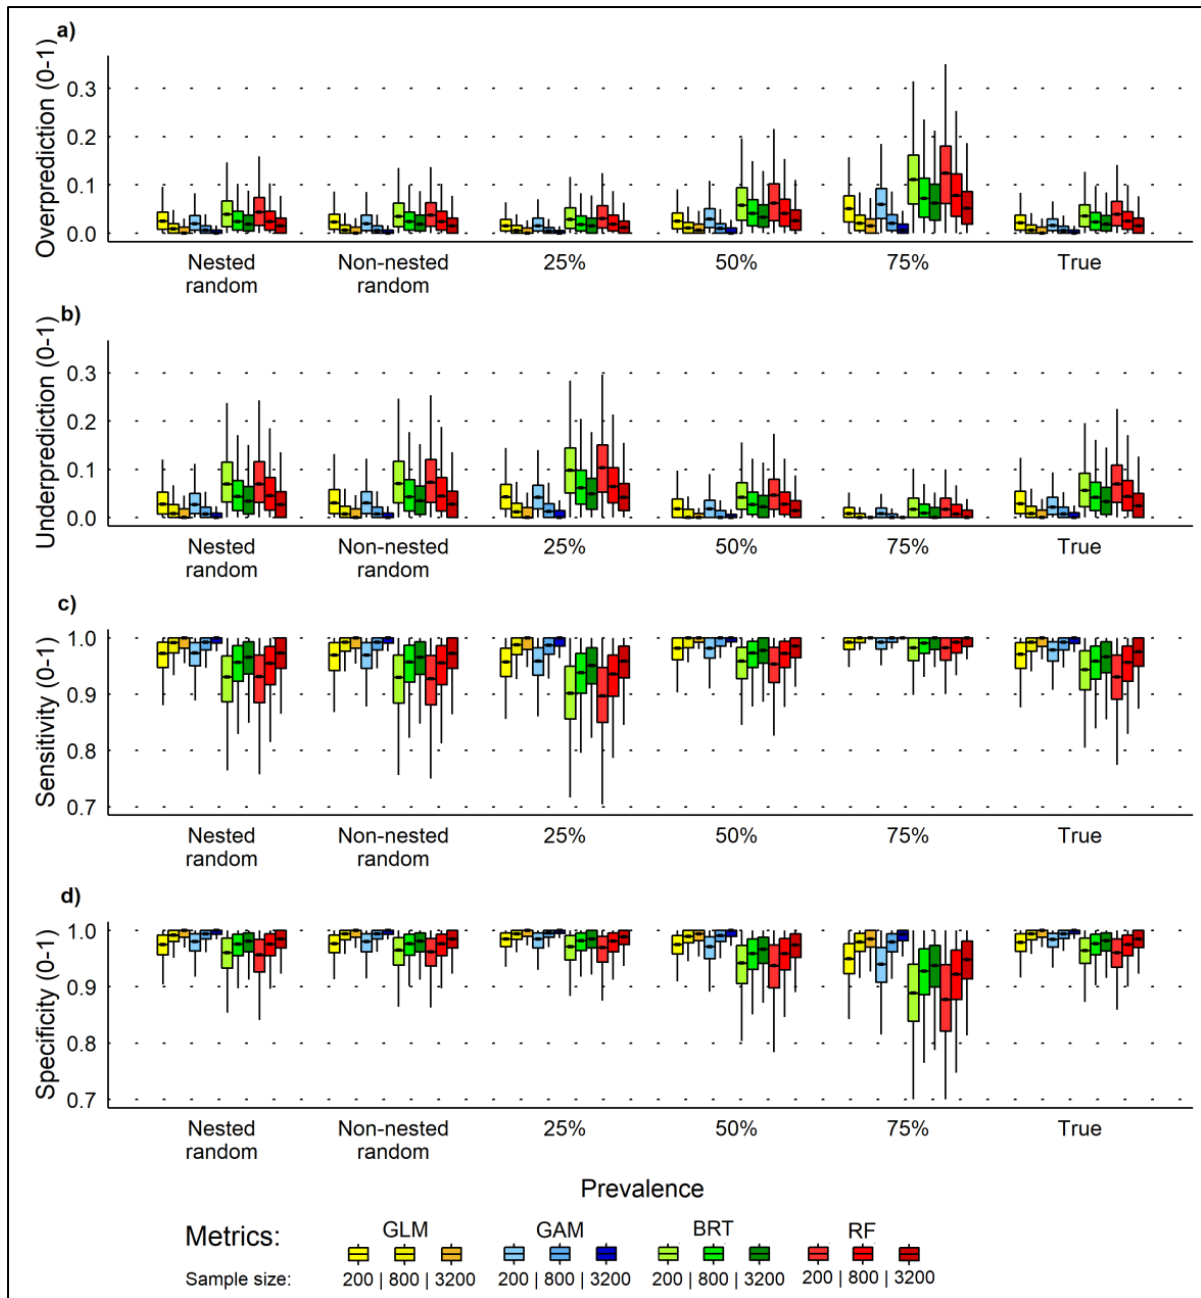 a)
Overprediction (0-1)
0.3
0.2
0.1
0.0
Nested random
Non-nested random
25%
50%
75%
True
b)
Underprediction (0-1)
0.3
0.2
0.1
0.0
Nested random
Non-nested random
25%
50%
75%
True
c)
Sensitivity (0-1)
1.0
0.9
0.8
0.7
Nested random
Non-nested random
25%
50%
75%
True
d)
Specificity (0-1)
1.0
0.9
0.8
0.7
Nested random
Non-nested random
25%
50%
75%
True
Prevalence
Metrics: GLM GAM BRT RF
Sample size: 200 | 800 | 3200 200 | 800 | 3200 200 | 800 | 3200 200 | 800 | 3200